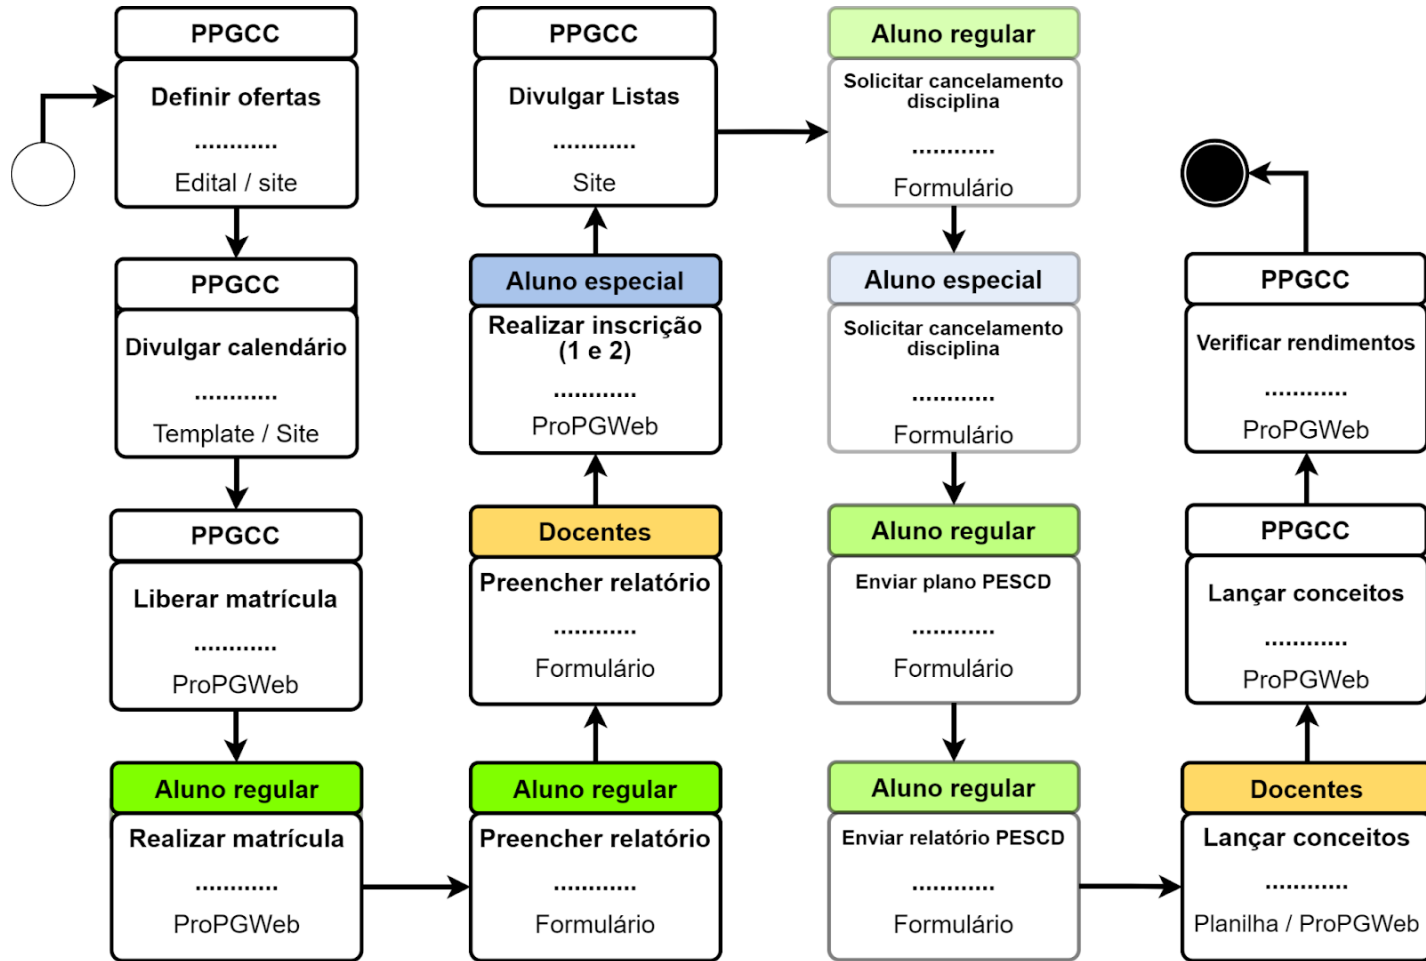 PPGCC
Definir ofertas
............
Edital / site
PPGCC
Divulgar calendário
............
Template / Site
PPGCC
Liberar matrícula
............
ProPGWeb
Aluno regular
Realizar matrícula
............
ProPGWeb
Aluno regular
Preencher relatório
............
Formulário
Docentes
Preencher relatório
............
Formulário
Aluno especial
Realizar inscrição
(1 e 2)
............
ProPGWeb
PPGCC
Divulgar Listas
............
Site
Aluno regular
Solicitar cancelamento
disciplina
............
Formulário
Aluno especial
Solicitar cancelamento
disciplina
............
Formulário
Aluno regular
Enviar plano PESCD
............
Formulário
Aluno regular
Enviar relatório PESCD
............
Formulário
Docentes
Lançar conceitos
............
Planilha / ProPGWeb
PPGCC
Lançar conceitos
............
ProPGWeb
PPGCC
Verificar rendimentos
............
ProPGWeb